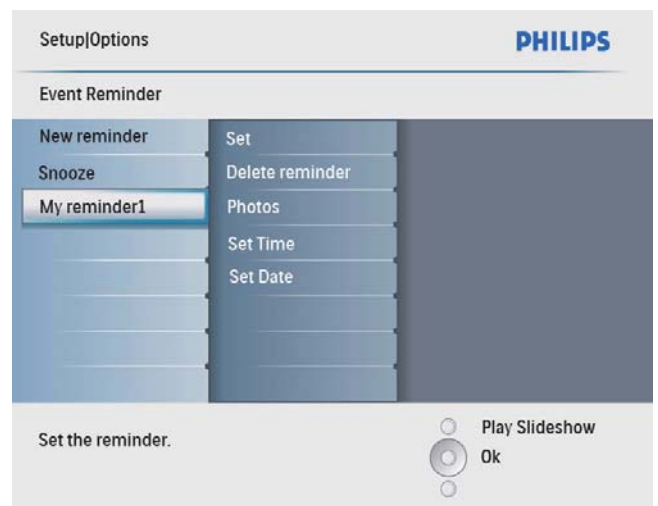 Setup|Options
PHILIPS
Event Reminder
New reminder
Snooze
My reminder1
Set
Delete reminder
Photos
Set Time
Set Date
Set the reminder.
Play Slideshow
Ok